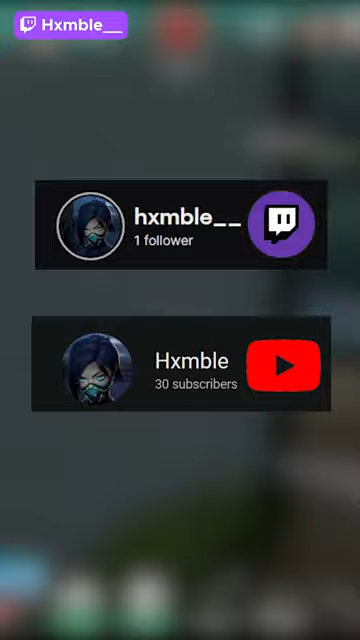 Hxmble__
hxmble__
1 follower
Hxmble
30 subscribers